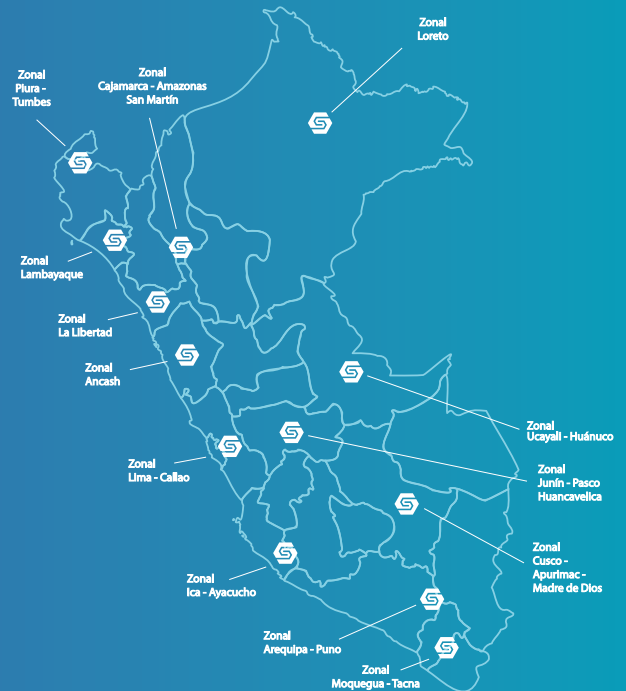 Zonal
Loreto
Zonal
Piura -
Tumbes
Zonal
Cajamarca - Amazonas
San Martín
Zonal
Lambayaque
Zonal
La Libertad
Zonal
Ancash
Zonal
Ucayali - Huánuco
Zonal
Lima - Callao
Zonal
Junín - Pasco
Huancavelica
Zonal
Cusco -
Apurimac -
Madre de Dios
Zonal
Ica - Ayacucho
Zonal
Arequipa - Puno
Zonal
Moquegua - Tacna